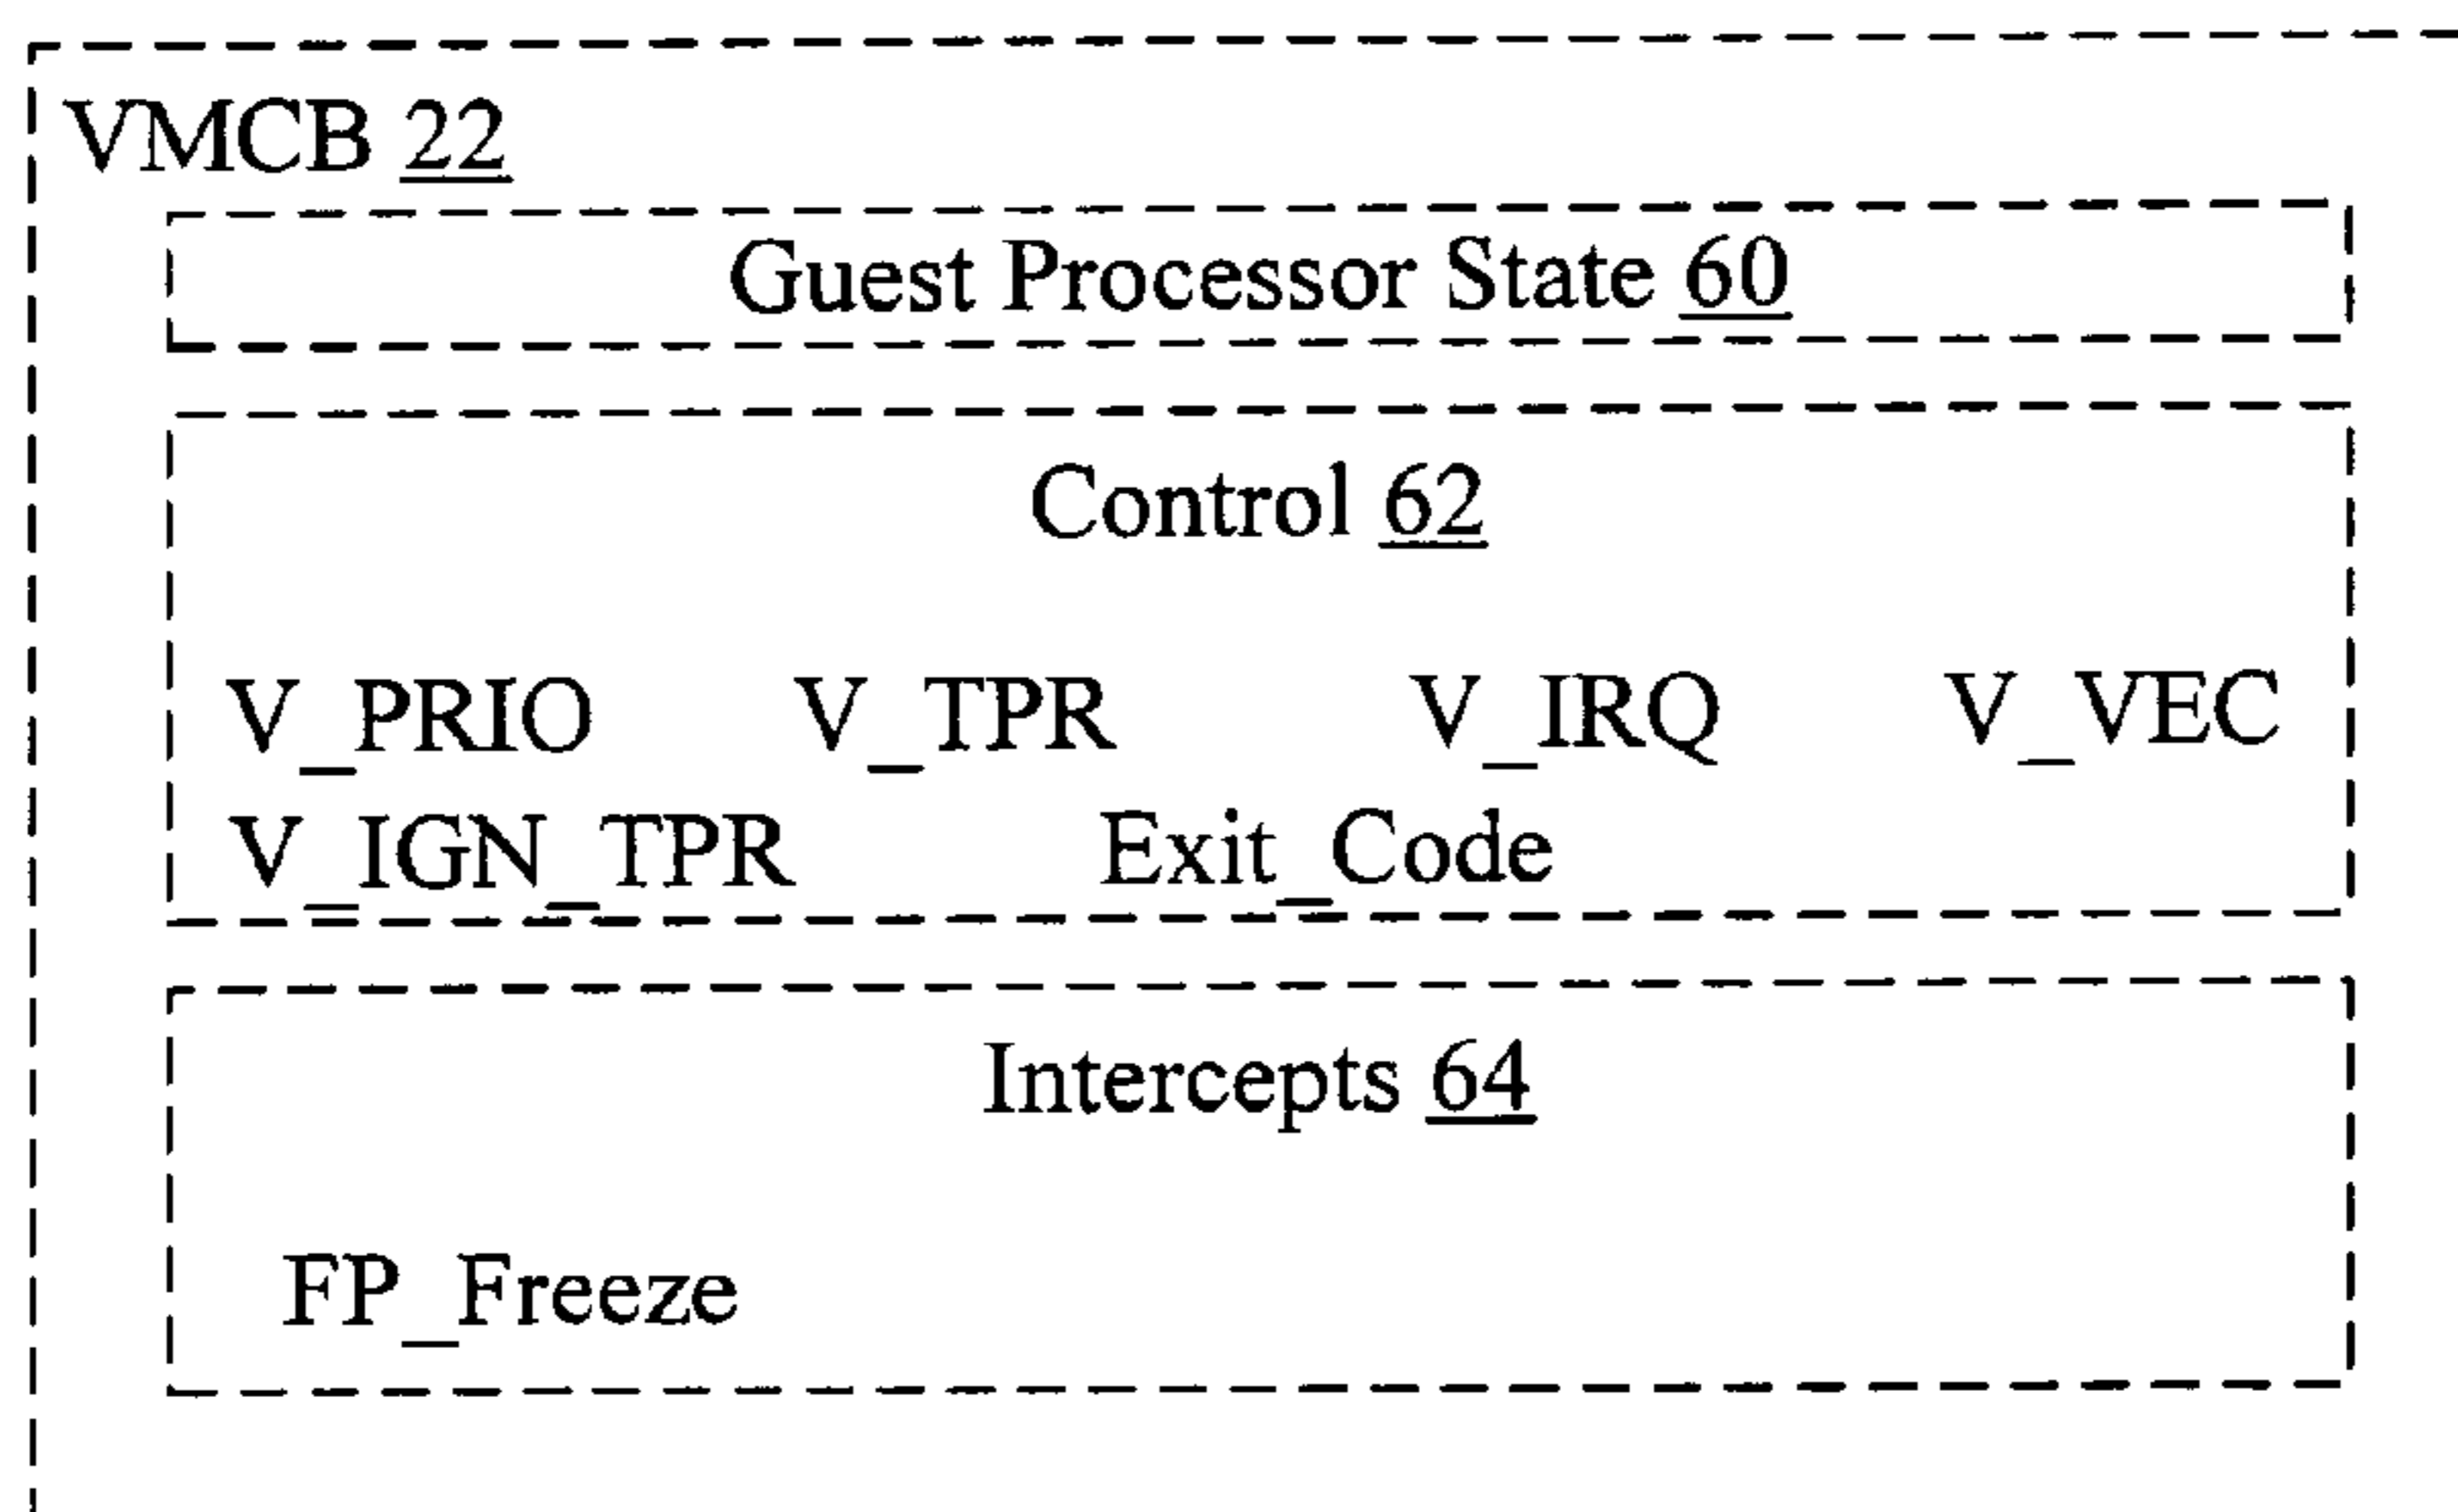 VMCB 22
Guest Processor State 60
Control 62
V_PRIO V_TPR V_IRQ V_VEC
V_IGN_TPR Exit_Code
Intercepts 64
FP_Freeze